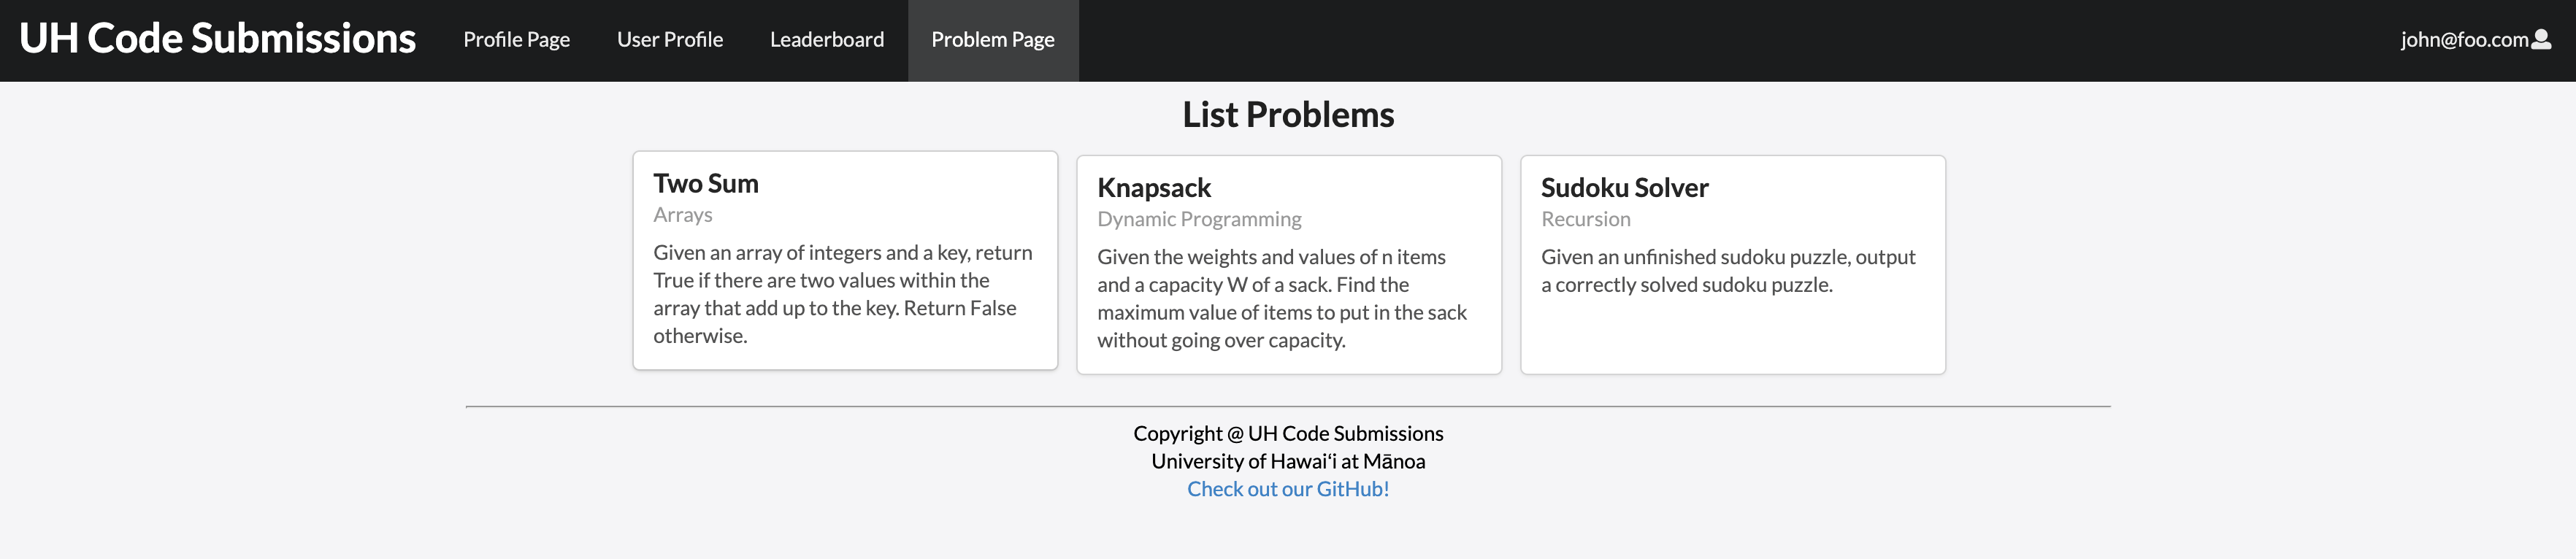 UH Code Submissions
Profile Page
User Profile
Leaderboard
Problem Page
john@foo.com
List Problems
Two Sum
Arrays
Given an array of integers and a key, return
True if there are two values within the
array that add up to the key. Return False
otherwise.
Knapsack
Dynamic Programming
Given the weights and values of n items
and a capacity W of a sack. Find the
maximum value of items to put in the sack
without going over capacity.
Sudoku Solver
Recursion
Given an unfinished sudoku puzzle, output
a correctly solved sudoku puzzle.
Copyright @ UH Code Submissions
University of Hawaiʻi at Mānoa
Check out our GitHub!